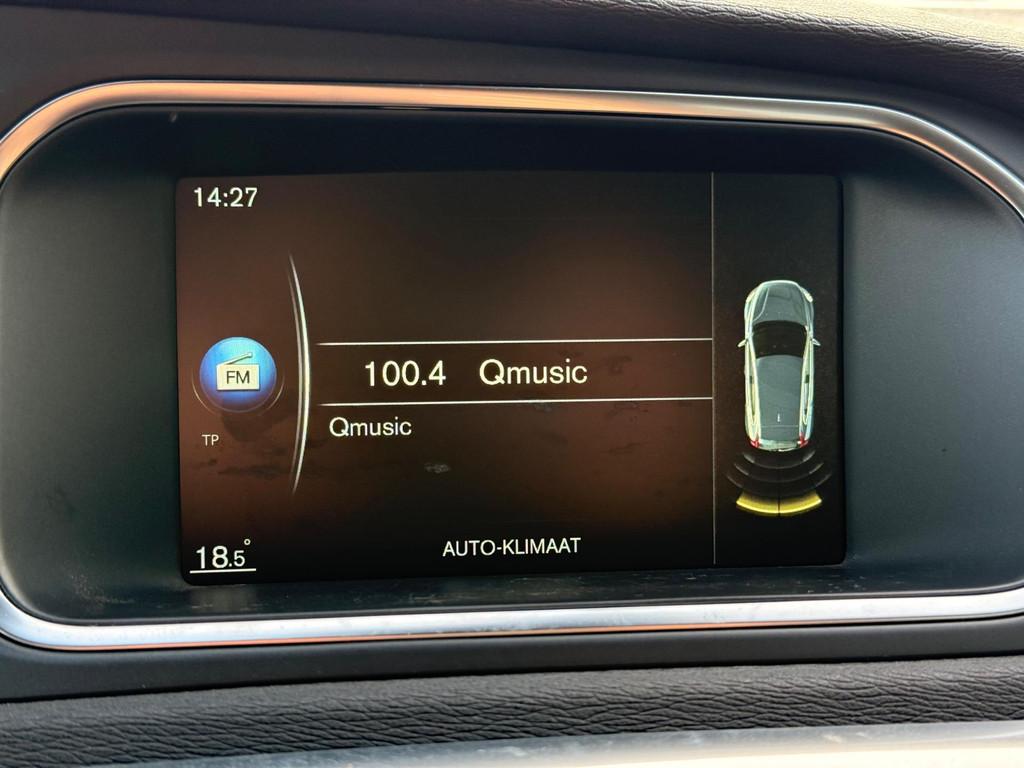 14:27
FM
100.4 Qmusic
Qmusic
TP
18.5°
AUTO-KLIMAAT